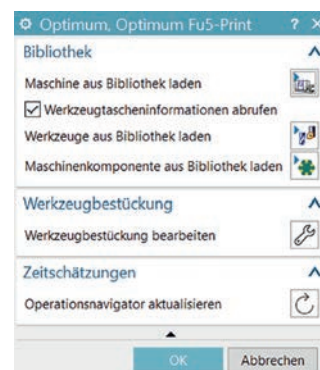 Optimum, Optimum Fu5-Print ? X
Bibliothek
Maschine aus Bibliothek laden
Werkzeugtascheninformationen abrufen
Werkzeuge aus Bibliothek laden
Maschinenkomponente aus Bibliothek laden
Werkzeugbestückung
Werkzeugbestückung bearbeiten
Zeitschätzungen
Operationsnavigator aktualisieren
OK Abbrechen